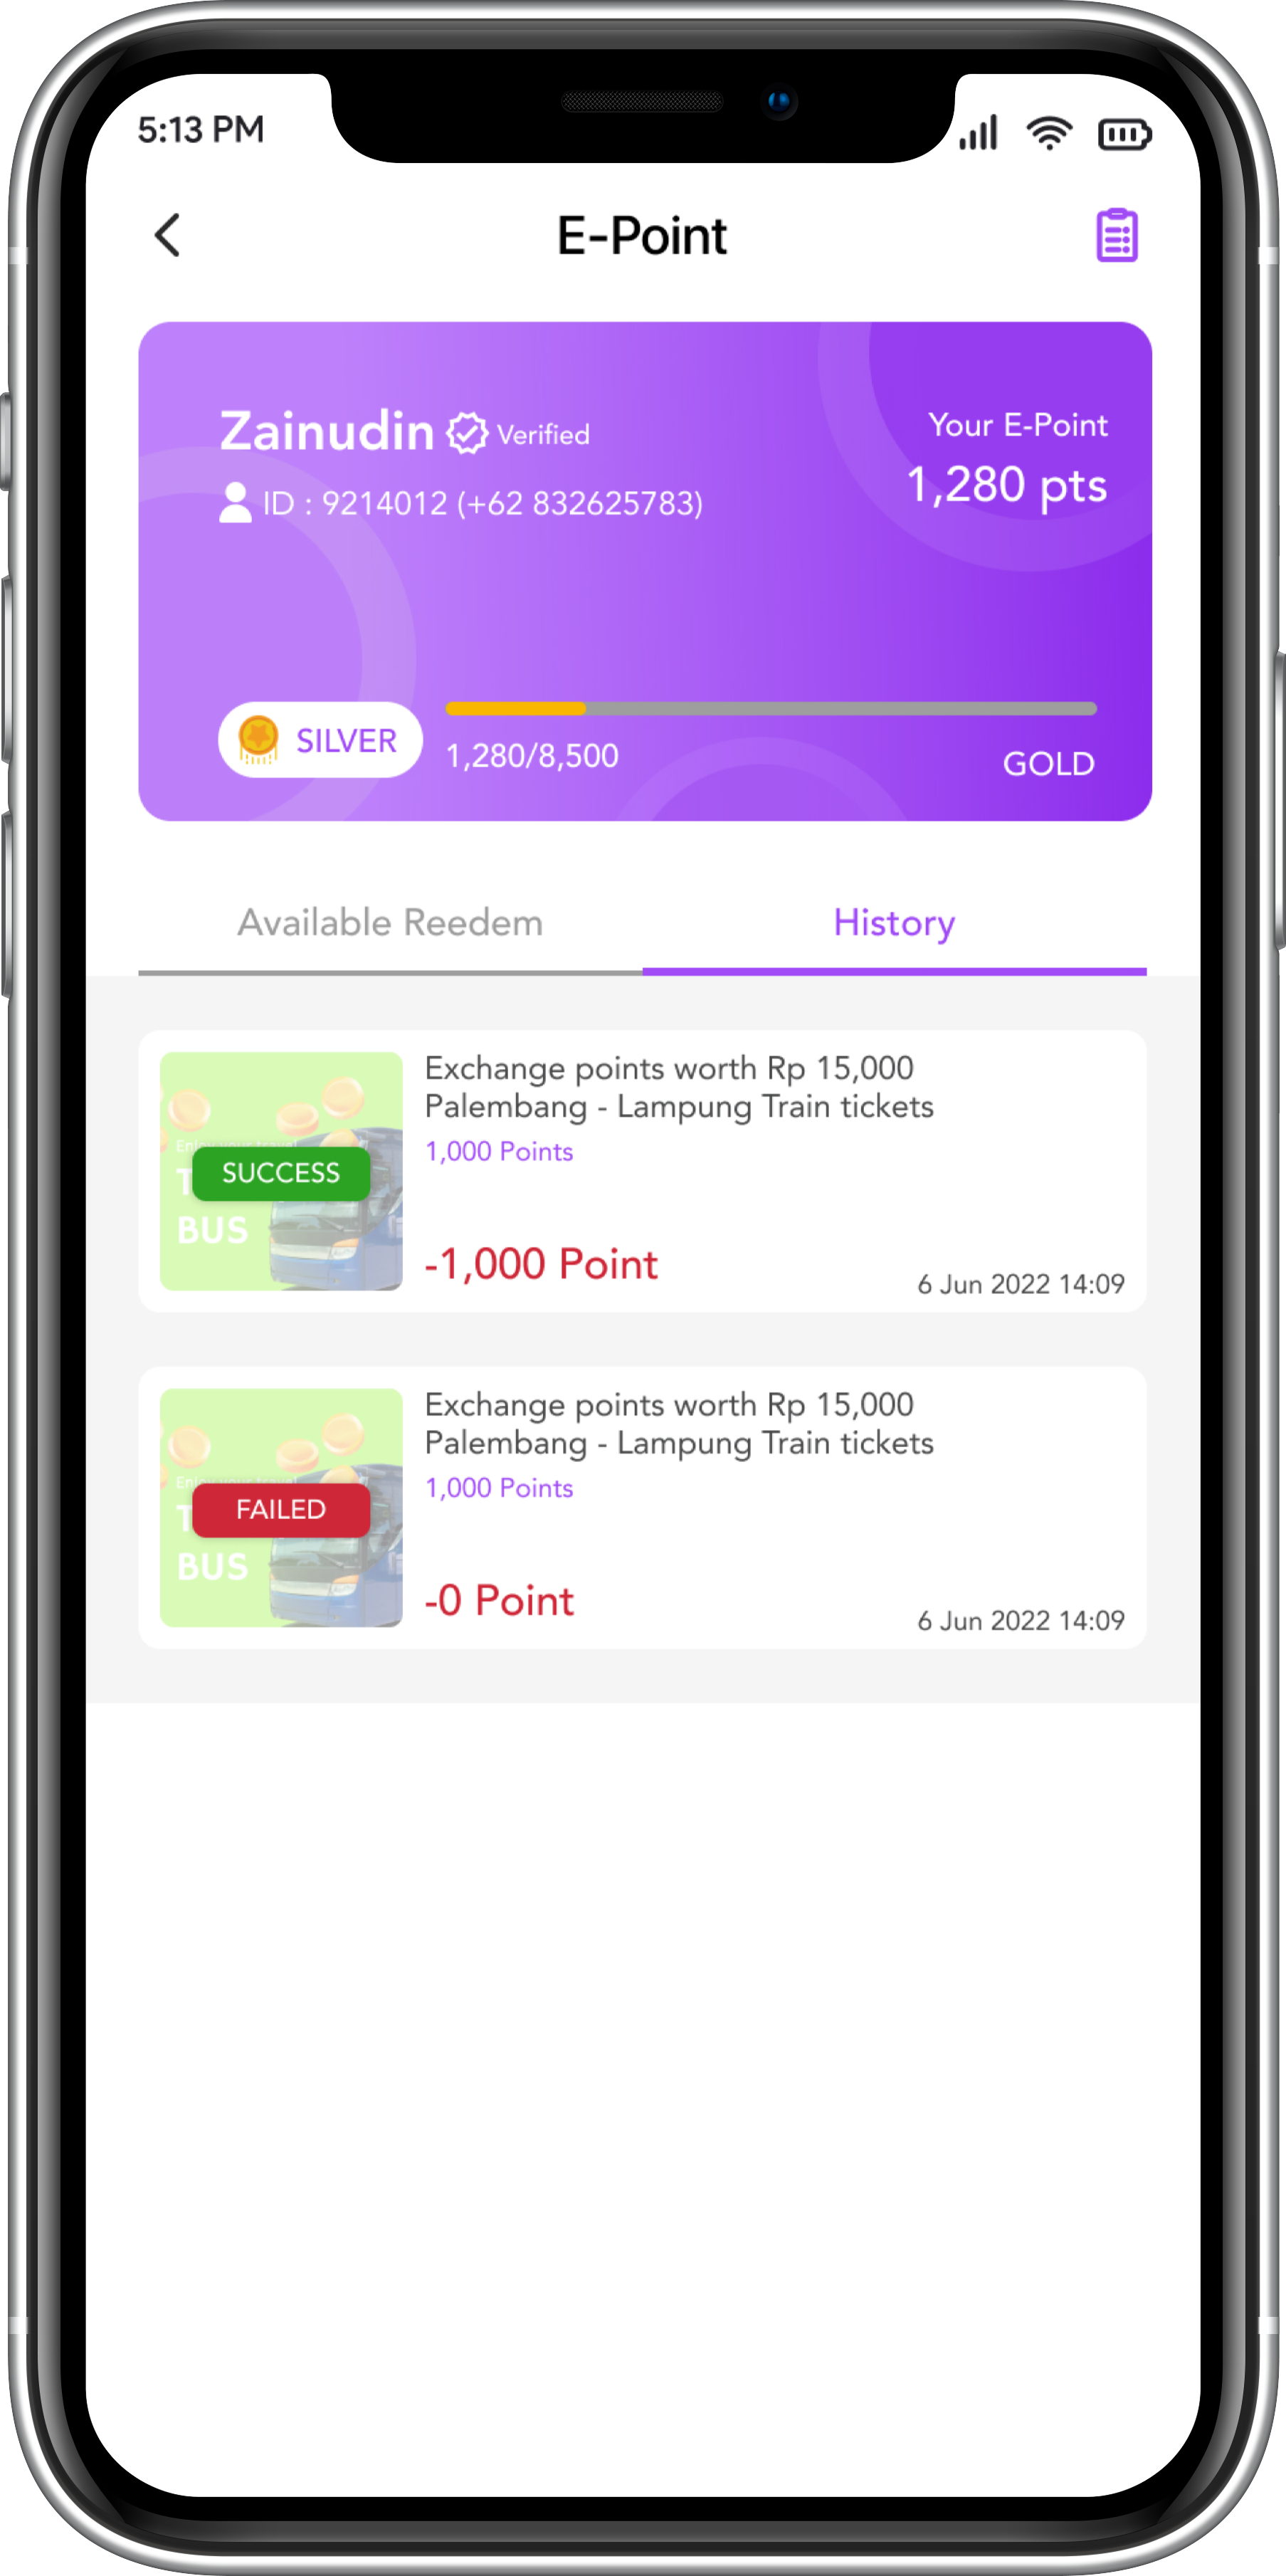 5:13 PM
E-Point
Zainudin Verified
ID : 9214012 (+62 832625783)
Your E-Point
1,280 pts
SILVER
1,280/8,500
GOLD
Available Reedem
History
Enjoy your travel
SUCCESS
BUS
Exchange points worth Rp 15,000
Palembang - Lampung Train tickets
1,000 Points
-1,000 Point
6 Jun 2022 14:09
FAILED
BUS
Exchange points worth Rp 15,000
Palembang - Lampung Train tickets
1,000 Points
-0 Point
6 Jun 2022 14:09